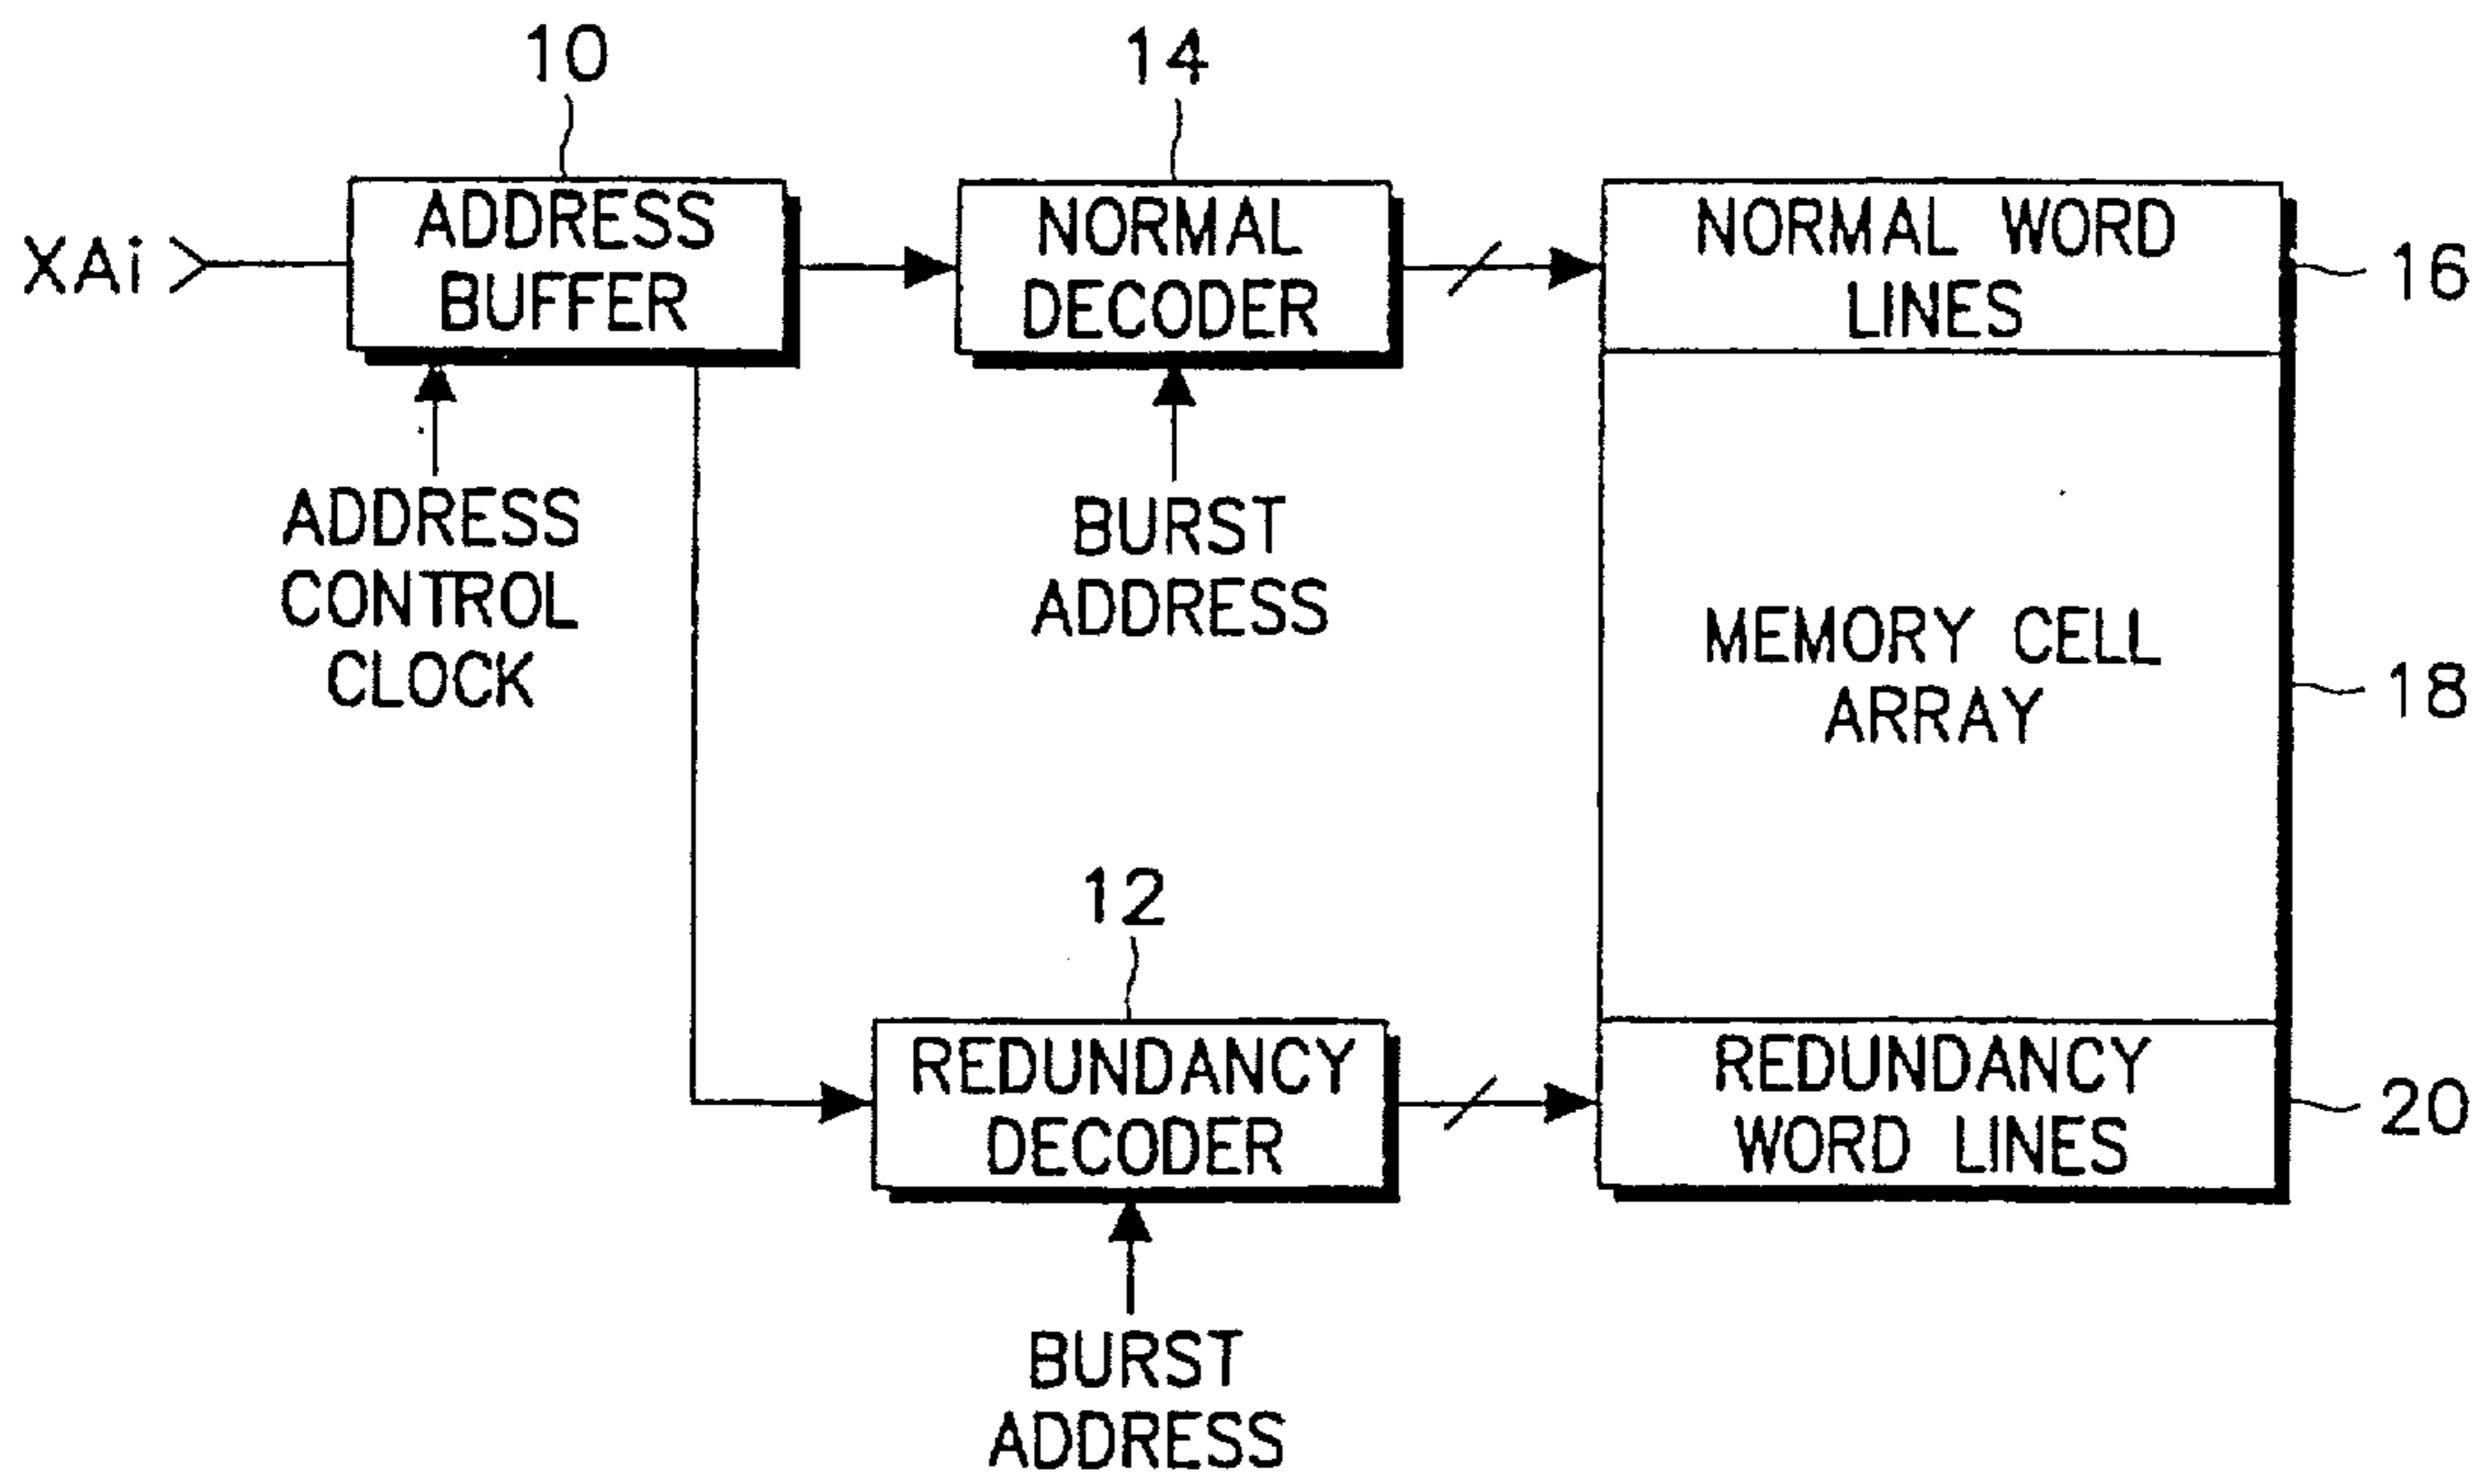 10
14
XAi
ADDRESS
BUFFER
NORMAL
DECODER
NORMAL WORD
LINES
16
ADDRESS
CONTROL
CLOCK
BURST
ADDRESS
MEMORY CELL
ARRAY
18
12
REDUNDANCY
DECODER
REDUNDANCY
WORD LINES
20
BURST
ADDRESS